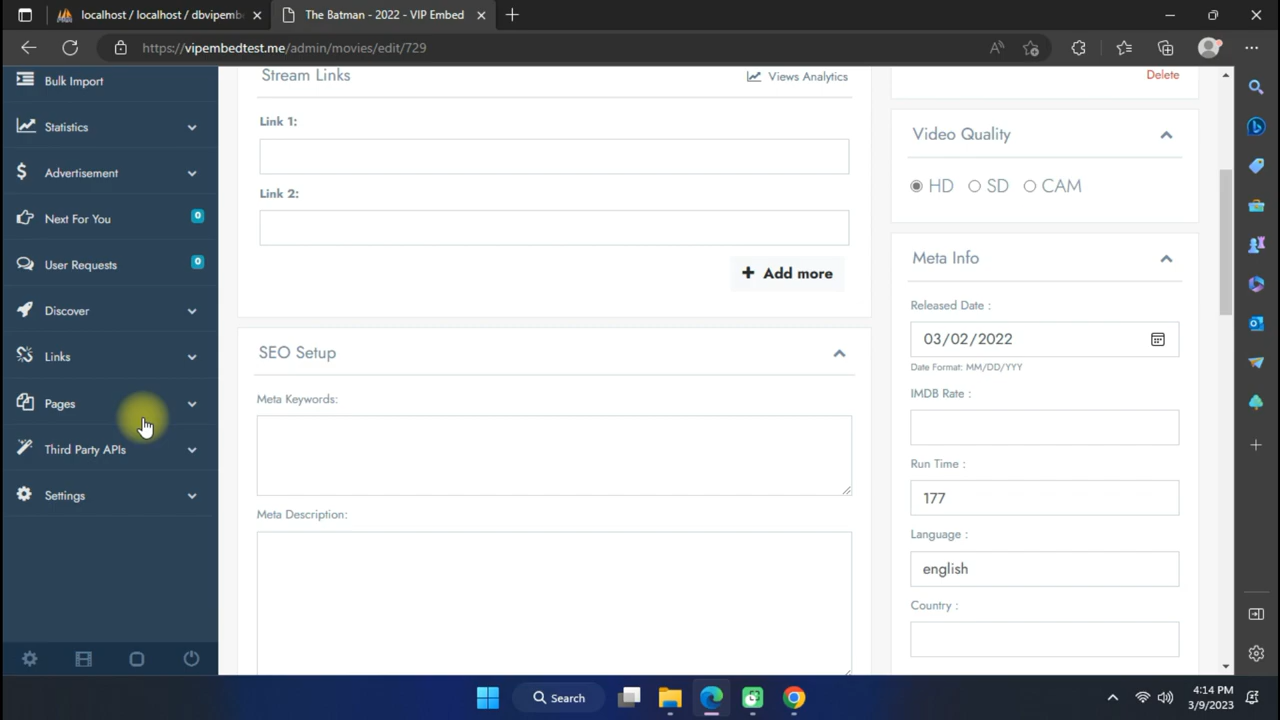 localhost / localhost / dbvipemb
The Batman - 2022 - VIP Embed
https://vipembedtest.me/admin/movies/edit/729
Bulk Import
Statistics
Advertisement
Next For You 0
User Requests 0
Discover
Links
Pages
Third Party APIs
Settings
Stream Links
Views Analytics
Link 1:
Link 2:
+ Add more
SEO Setup
Meta Keywords:
Meta Description:
Delete
Video Quality
HD SD CAM
Meta Info
Released Date :
03/02/2022
Date Format: MM/DD/YYY
IMDB Rate :
Run Time :
177
Language :
english
Country :
Search
4:14 PM
3/9/2023